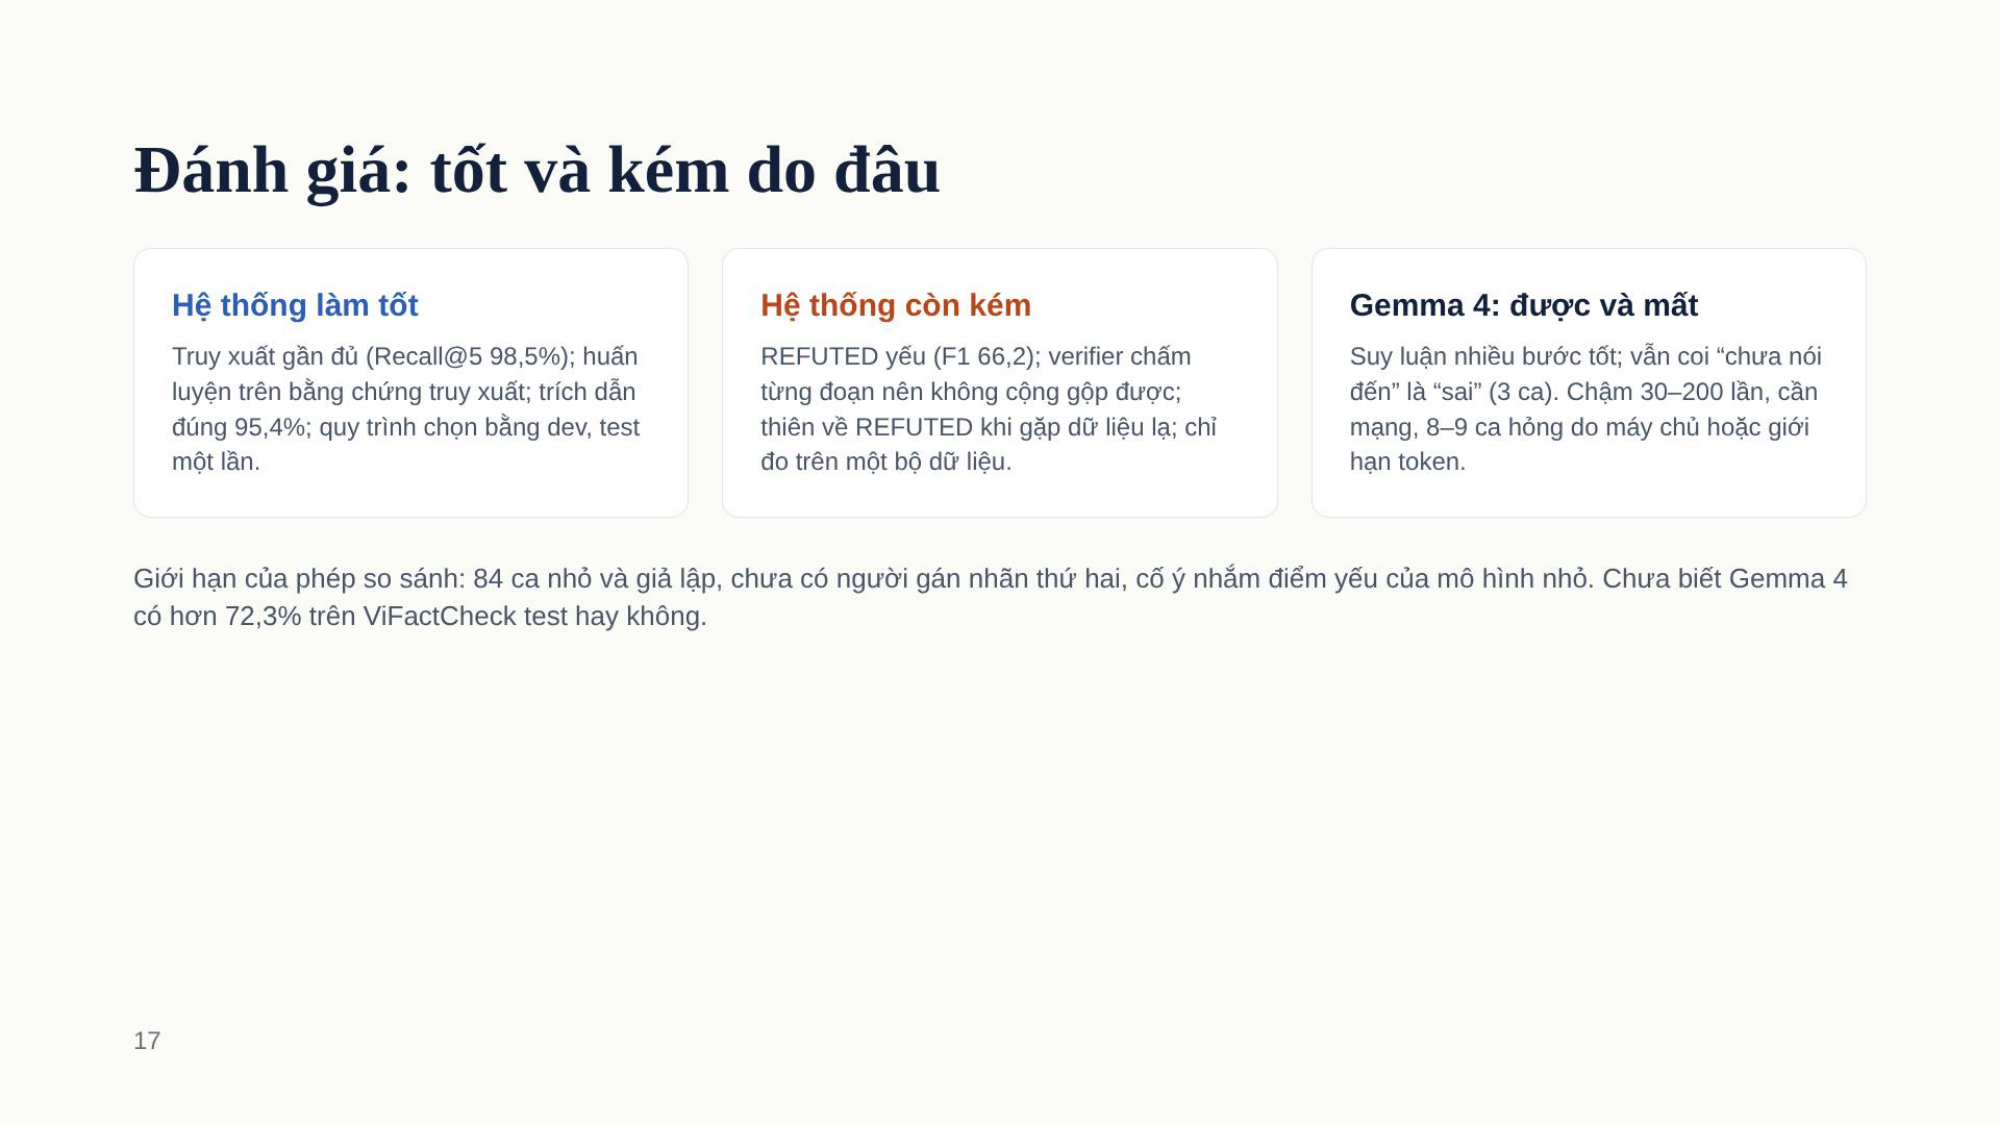 Đánh giá: tốt và kém do đâu
Hệ thống làm tốt
Truy xuất gần đủ (Recall@5 98,5%); huấn
luyện trên bằng chứng truy xuất; trích dẫn
đúng 95,4%; quy trình chọn bằng dev, test
một lần.
Hệ thống còn kém
REFUTED yếu (F1 66,2); verifier chấm
từng đoạn nên không cộng gộp được;
thiên về REFUTED khi gặp dữ liệu lạ; chỉ
đo trên một bộ dữ liệu.
Gemma 4: được và mất
Suy luận nhiều bước tốt; vẫn coi “chưa nói
đến” là “sai” (3 ca). Chậm 30–200 lần, cần
mạng, 8–9 ca hỏng do máy chủ hoặc giới
hạn token.
Giới hạn của phép so sánh: 84 ca nhỏ và giả lập, chưa có người gán nhãn thứ hai, cố ý nhắm điểm yếu của mô hình nhỏ. Chưa biết Gemma 4
có hơn 72,3% trên ViFactCheck test hay không.
17